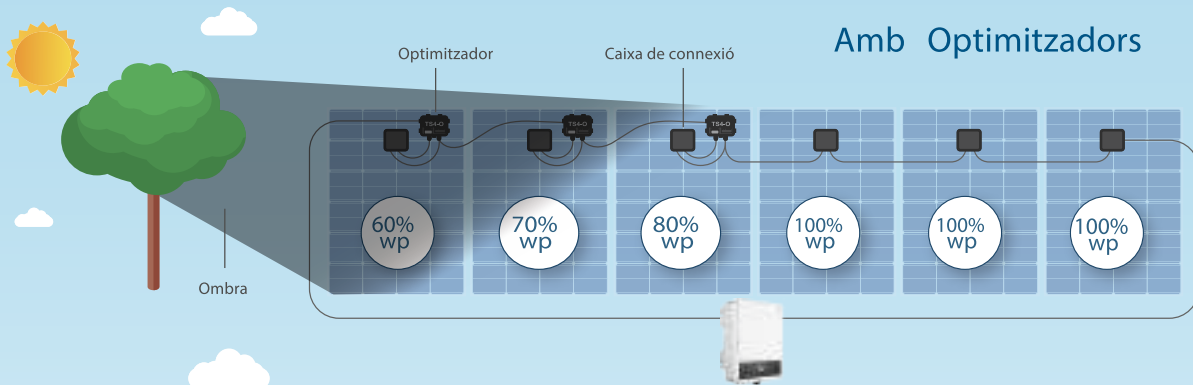 Amb Optimitzadors
Optimitzador
Caixa de connexió
TS4-O
TS4-O
TS4-O
60%
wp
70%
wp
80%
wp
100%
wp
100%
wp
100%
wp
Ombra